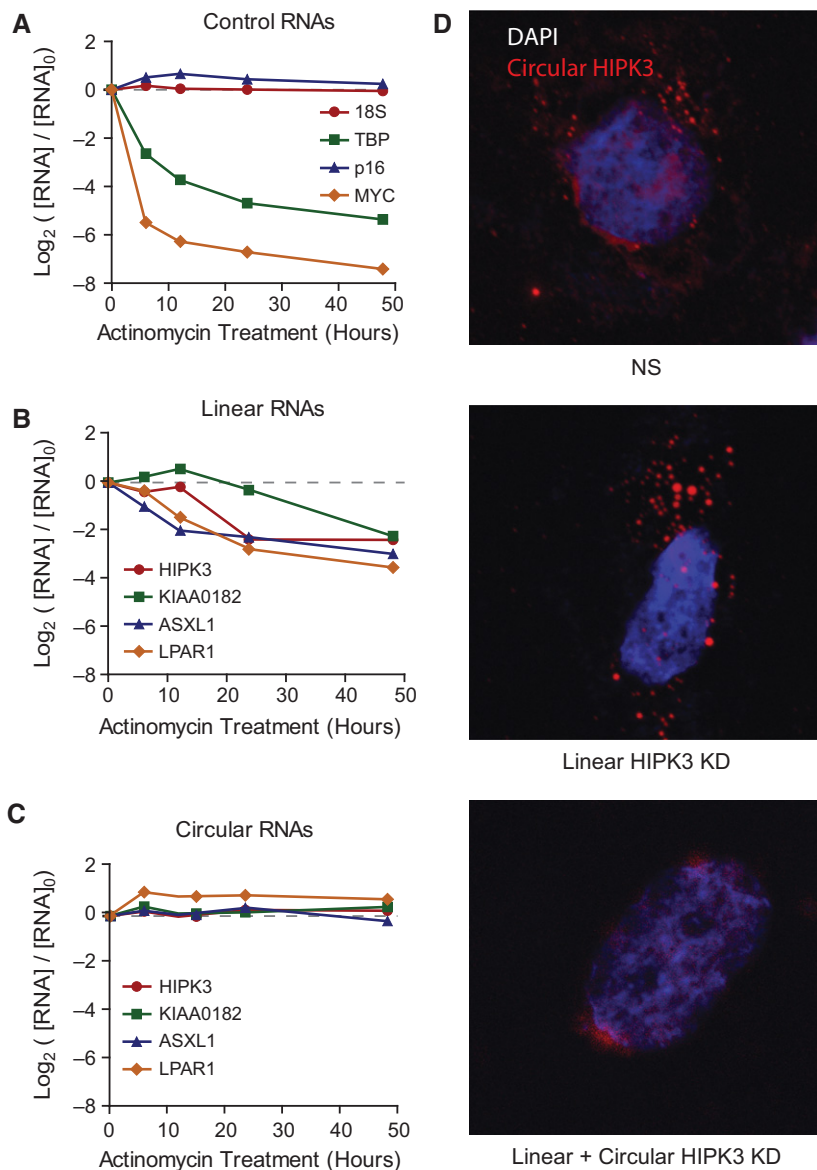 A
Control RNAs
Log₂ ( [RNA] / [RNA]₀)
2
0
–2
–4
–6
–8
18S
TBP
p16
MYC
0 10 20 30 40 50
Actinomycin Treatment (Hours)
B
Linear RNAs
Log₂ ( [RNA] / [RNA]₀)
2
0
–2
–4
–6
–8
HIPK3
KIAA0182
ASXL1
LPAR1
0 10 20 30 40 50
Actinomycin Treatment (Hours)
C
Circular RNAs
Log₂ ( [RNA] / [RNA]₀)
2
0
–2
–4
–6
–8
HIPK3
KIAA0182
ASXL1
LPAR1
0 10 20 30 40 50
Actinomycin Treatment (Hours)
D
DAPI
Circular HIPK3
NS
Linear HIPK3 KD
Linear + Circular HIPK3 KD